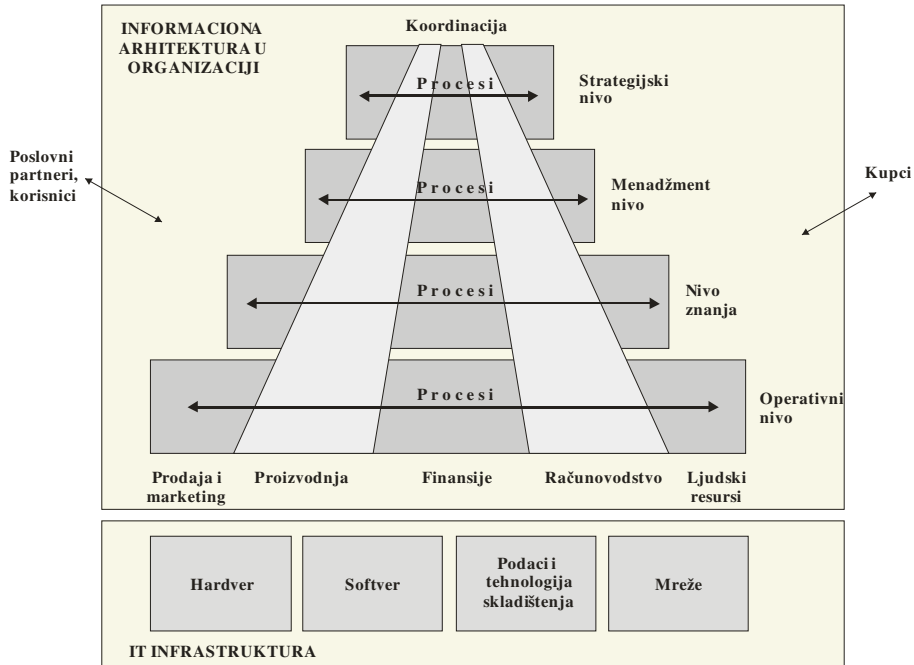 INFORMACIONA
ARHITEKTURA U
ORGANIZACIJI
Koordinacija
Procesi
Strategijski
nivo
Poslovni
partneri,
korisnici
Kupci
Procesi
Menadžment
nivo
Procesi
Nivo
znanja
Procesi
Operativni
nivo
Prodaja i
marketing
Proizvodnja
Finansije
Računovodstvo
Ljudski
resursi
Hardver
Softver
Podaci i
tehnologija
skladištenja
Mreže
IT INFRASTRUKTURA